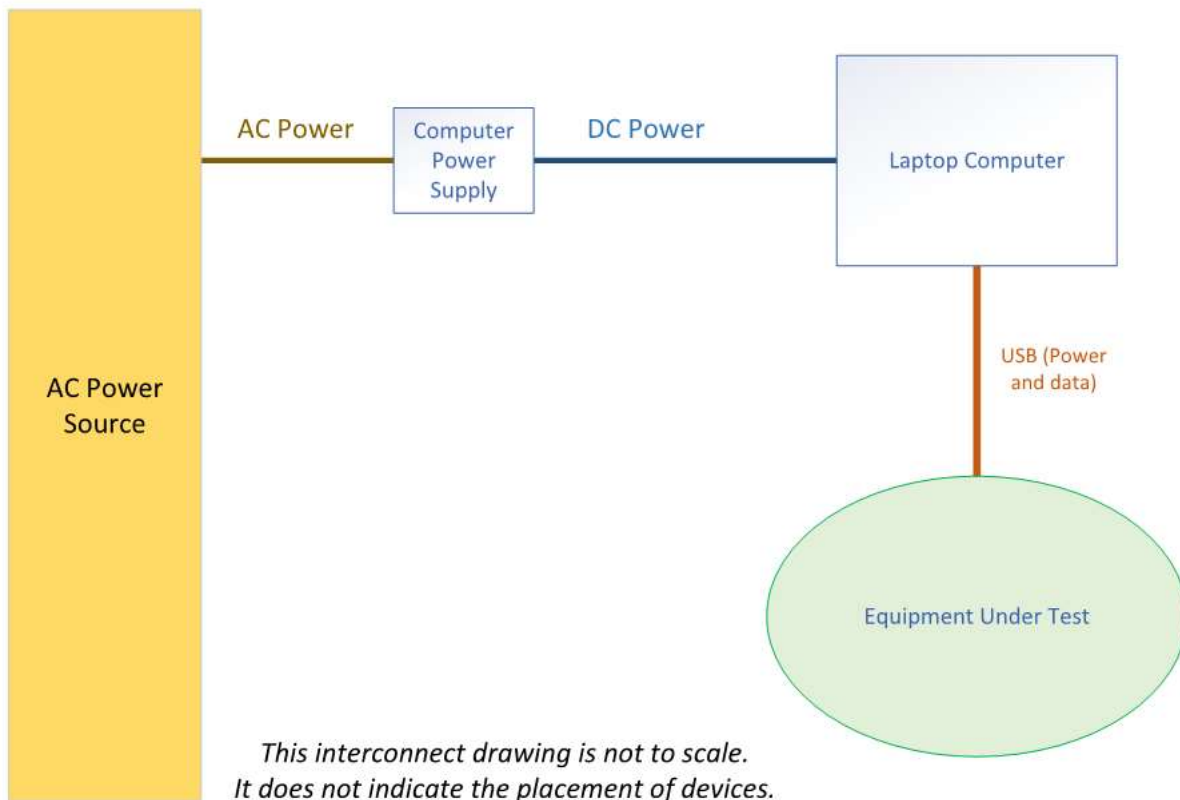 AC Power
Source
AC Power
Computer
Power
Supply
DC Power
Laptop Computer
USB (Power
and data)
Equipment Under Test
This interconnect drawing is not to scale.
It does not indicate the placement of devices.